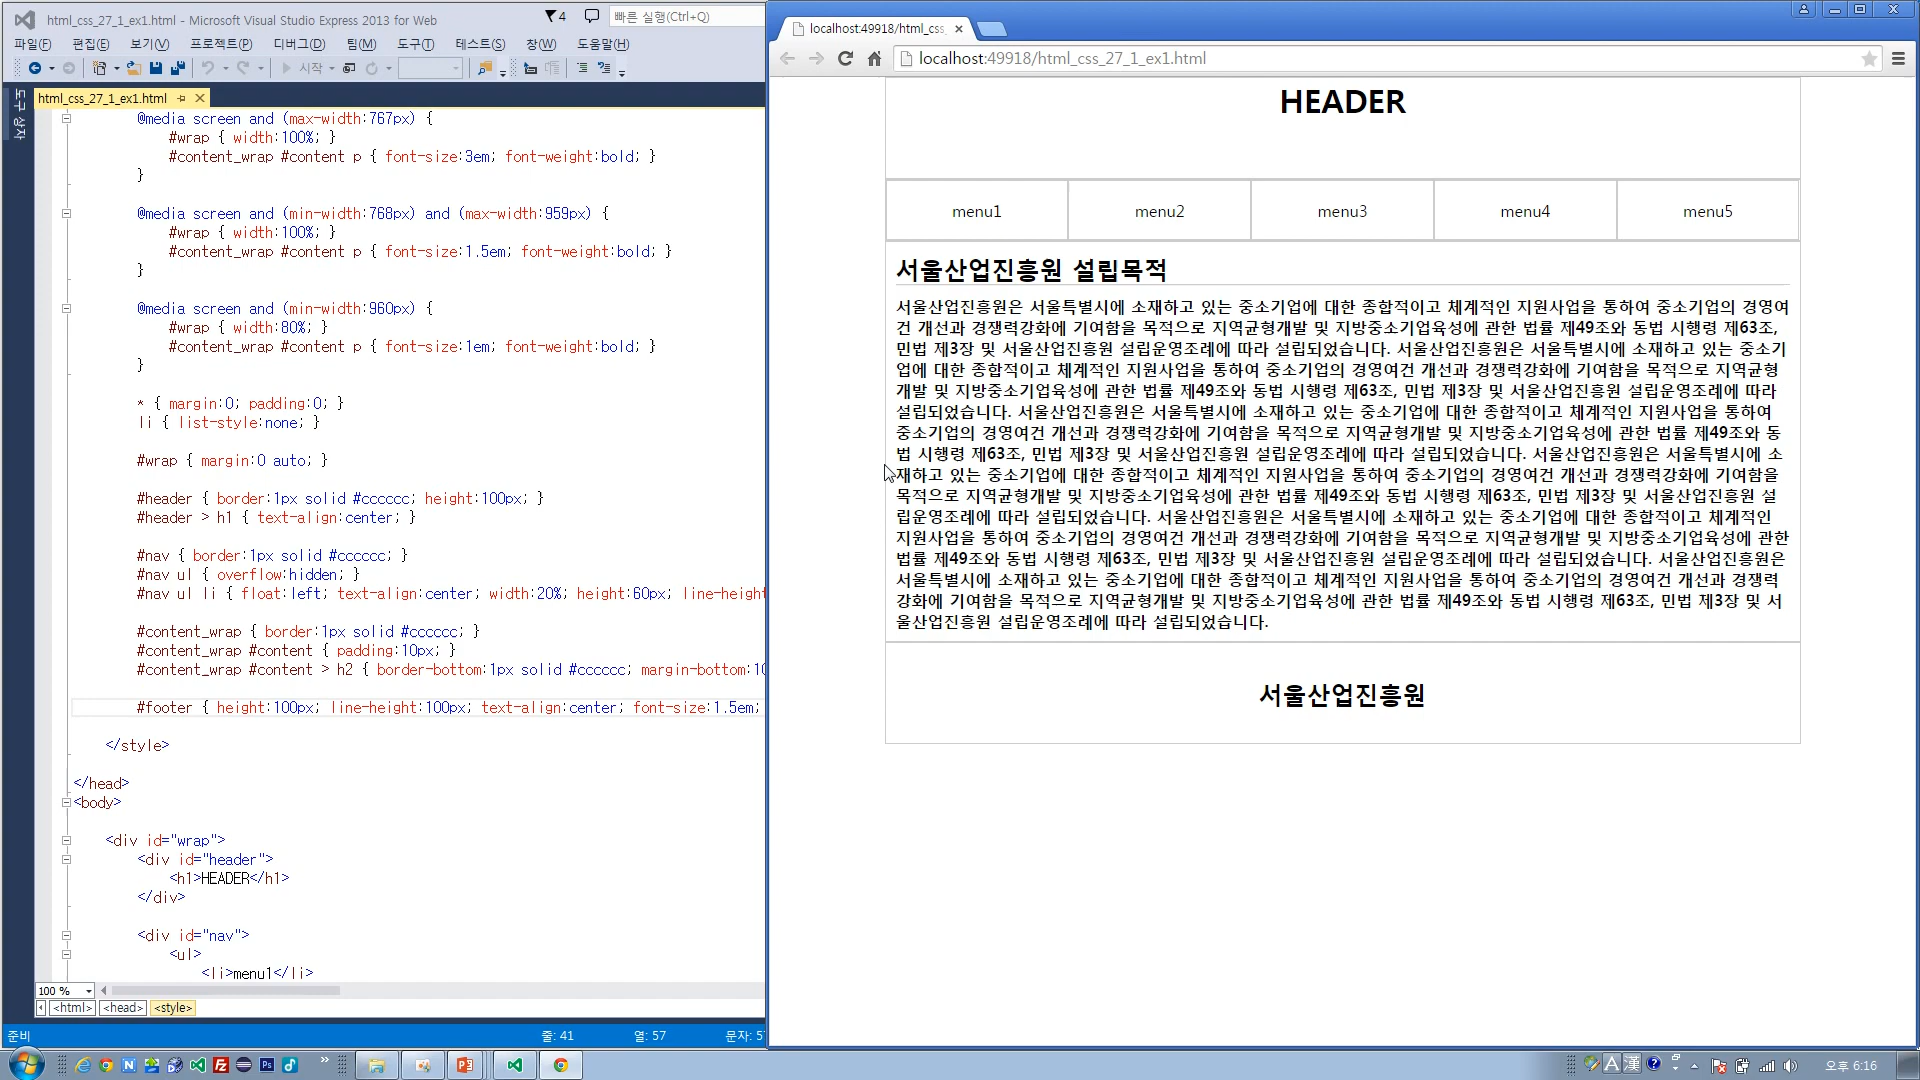 html_css_27_1_ex1.html - Microsoft Visual Studio Express 2013 for Web
4
빠른 실행(Ctrl+Q)
파일(F) 편집(E) 보기(V) 프로젝트(P) 디버그(D) 팀(M) 도구(T) 테스트(S) 창(W) 도움말(H)
시작
도구 상자
html_css_27_1_ex1.html
@media screen and (max-width:767px) {
#wrap { width:100%; }
#content_wrap #content p { font-size:3em; font-weight:bold; }
}
@media screen and (min-width:768px) and (max-width:959px) {
#wrap { width:100%; }
#content_wrap #content p { font-size:1.5em; font-weight:bold; }
}
@media screen and (min-width:960px) {
#wrap { width:80%; }
#content_wrap #content p { font-size:1em; font-weight:bold; }
}
* { margin:0; padding:0; }
li { list-style:none; }
#wrap { margin:0 auto; }
#header { border:1px solid #cccccc; height:100px; }
#header > h1 { text-align:center; }
#nav { border:1px solid #cccccc; }
#nav ul { overflow:hidden; }
#nav ul li { float:left; text-align:center; width:20%; height:60px; line-height
#content_wrap { border:1px solid #cccccc; }
#content_wrap #content { padding:10px; }
#content_wrap #content > h2 { border-bottom:1px solid #cccccc; margin-bottom:10
#footer { height:100px; line-height:100px; text-align:center; font-size:1.5em;
</style>
</head>
<body>
<div id="wrap">
<div id="header">
<h1>HEADER</h1>
</div>
<div id="nav">
<ul>
<li>menu1</li>
100 %
<html> <head> <style>
준비 줄: 41 열: 57 문자: 57
localhost:49918/html_css_
localhost:49918/html_css_27_1_ex1.html
HEADER
menu1 menu2 menu3 menu4 menu5
서울산업진흥원 설립목적
서울산업진흥원은 서울특별시에 소재하고 있는 중소기업에 대한 종합적이고 체계적인 지원사업을 통하여 중소기업의 경영여
건 개선과 경쟁력강화에 기여함을 목적으로 지역균형개발 및 지방중소기업육성에 관한 법률 제49조와 동법 시행령 제63조,
민법 제3장 및 서울산업진흥원 설립운영조례에 따라 설립되었습니다. 서울산업진흥원은 서울특별시에 소재하고 있는 중소기
업에 대한 종합적이고 체계적인 지원사업을 통하여 중소기업의 경영여건 개선과 경쟁력강화에 기여함을 목적으로 지역균형
개발 및 지방중소기업육성에 관한 법률 제49조와 동법 시행령 제63조, 민법 제3장 및 서울산업진흥원 설립운영조례에 따라
설립되었습니다. 서울산업진흥원은 서울특별시에 소재하고 있는 중소기업에 대한 종합적이고 체계적인 지원사업을 통하여
중소기업의 경영여건 개선과 경쟁력강화에 기여함을 목적으로 지역균형개발 및 지방중소기업육성에 관한 법률 제49조와 동
법 시행령 제63조, 민법 제3장 및 서울산업진흥원 설립운영조례에 따라 설립되었습니다. 서울산업진흥원은 서울특별시에 소
재하고 있는 중소기업에 대한 종합적이고 체계적인 지원사업을 통하여 중소기업의 경영여건 개선과 경쟁력강화에 기여함을
목적으로 지역균형개발 및 지방중소기업육성에 관한 법률 제49조와 동법 시행령 제63조, 민법 제3장 및 서울산업진흥원 설
립운영조례에 따라 설립되었습니다. 서울산업진흥원은 서울특별시에 소재하고 있는 중소기업에 대한 종합적이고 체계적인
지원사업을 통하여 중소기업의 경영여건 개선과 경쟁력강화에 기여함을 목적으로 지역균형개발 및 지방중소기업육성에 관한
법률 제49조와 동법 시행령 제63조, 민법 제3장 및 서울산업진흥원 설립운영조례에 따라 설립되었습니다. 서울산업진흥원은
서울특별시에 소재하고 있는 중소기업에 대한 종합적이고 체계적인 지원사업을 통하여 중소기업의 경영여건 개선과 경쟁력
강화에 기여함을 목적으로 지역균형개발 및 지방중소기업육성에 관한 법률 제49조와 동법 시행령 제63조, 민법 제3장 및 서
울산업진흥원 설립운영조례에 따라 설립되었습니다.
서울산업진흥원
A 漢
오후 6:16